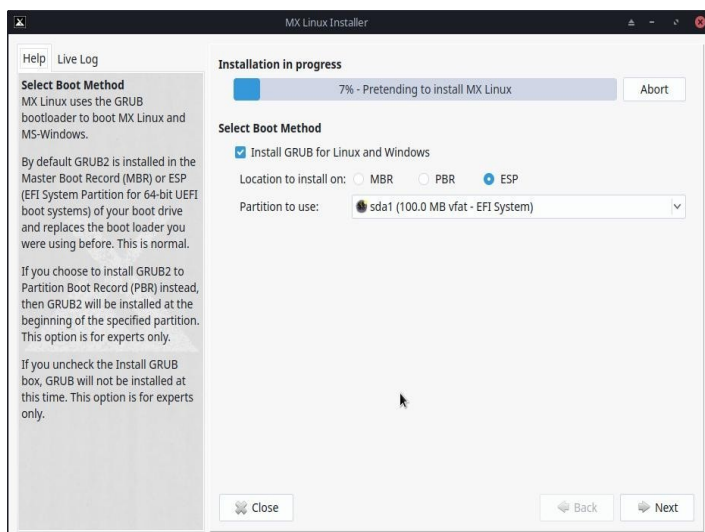 MX Linux Installer
Help
Live Log
Select Boot Method
MX Linux uses the GRUB
bootloader to boot MX Linux and
MS-Windows.
By default GRUB2 is installed in the
Master Boot Record (MBR) or ESP
(EFI System Partition for 64-bit UEFI
boot systems) of your boot drive
and replaces the boot loader you
were using before. This is normal.
If you choose to install GRUB2 to
Partition Boot Record (PBR) instead,
then GRUB2 will be installed at the
beginning of the specified partition.
This option is for experts only.
If you uncheck the Install GRUB
box, GRUB will not be installed at
this time. This option is for experts
only.
Installation in progress
7% - Pretending to install MX Linux
Abort
Select Boot Method
Install GRUB for Linux and Windows
Location to install on: MBR PBR ESP
Partition to use: sda1 (100.0 MB vfat - EFI System)
Close
Back
Next